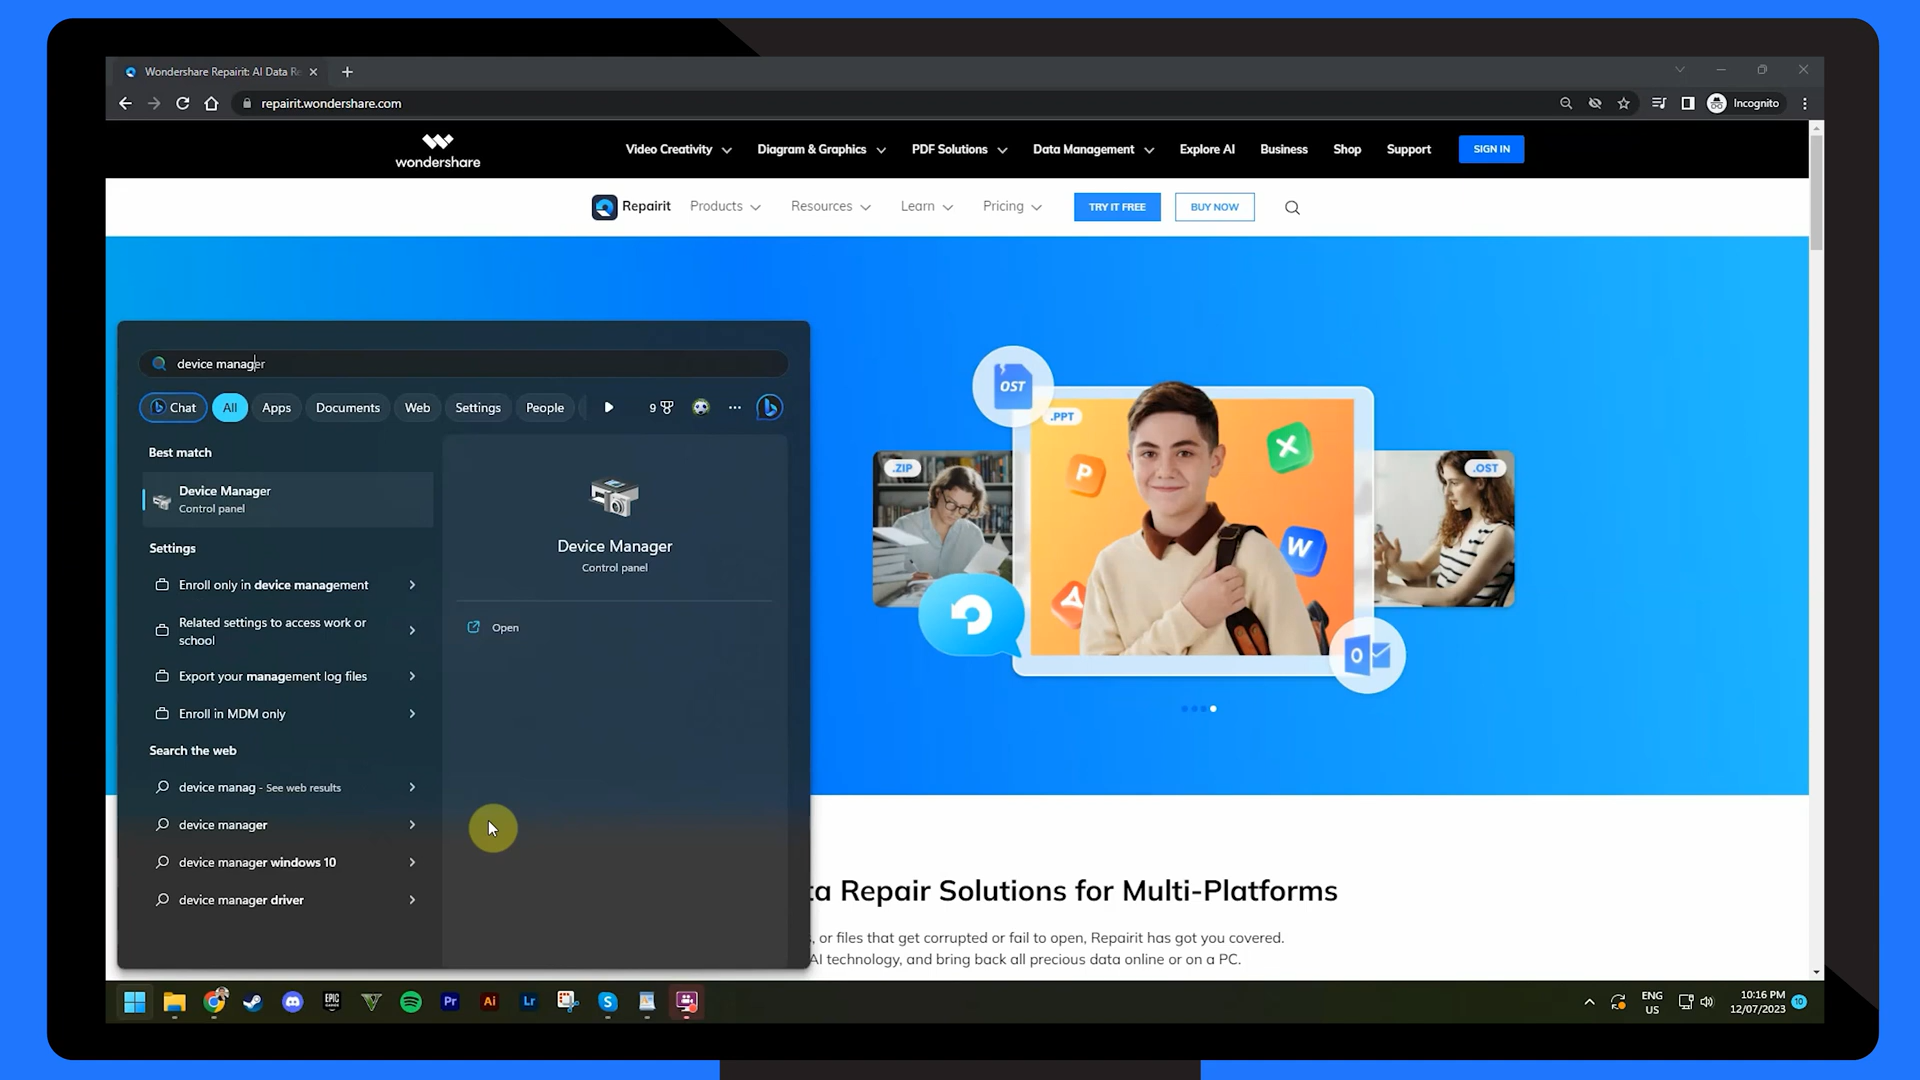 Wondershare Repairit: AI Data Re
repairit.wondershare.com
Incognito
wondershare
Video Creativity
Diagram & Graphics
PDF Solutions
Data Management
Explore AI
Business
Shop
Support
SIGN IN
Repairit
Products
Resources
Learn
Pricing
TRY IT FREE
BUY NOW
device manager
Chat
All
Apps
Documents
Web
Settings
People
9
Best match
Device Manager
Control panel
Settings
Enroll only in device management
Related settings to access work or
school
Export your management log files
Enroll in MDM only
Search the web
device manag - See web results
device manager
device manager windows 10
device manager driver
Device Manager
Control panel
Open
OST
.PPT
.ZIP
.OST
P
X
W
O
ta Repair Solutions for Multi-Platforms
, or files that get corrupted or fail to open, Repairit has got you covered.
AI technology, and bring back all precious data online or on a PC.
EPIC
V
Pr
Ai
Lr
S
ENG
US
10:16 PM
12/07/2023
10